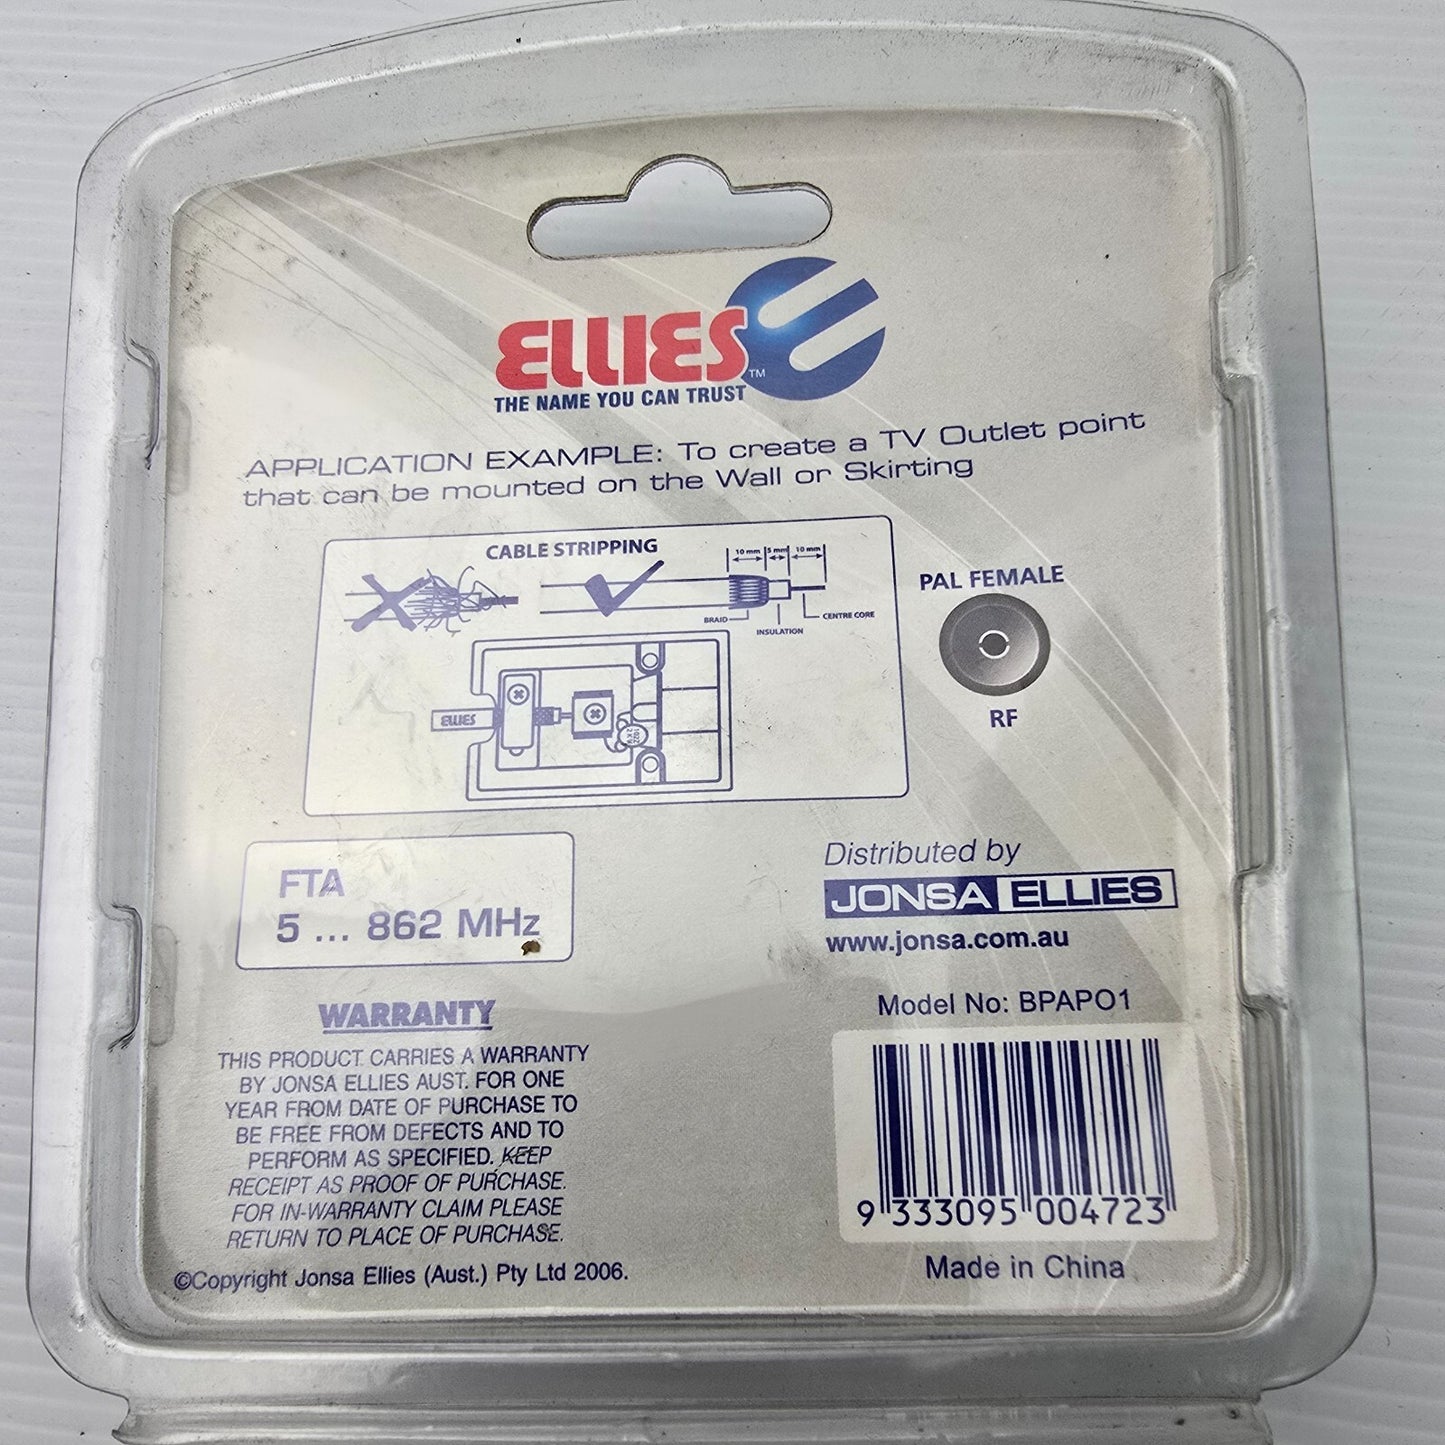 ELLIES
TM
THE NAME YOU CAN TRUST
APPLICATION EXAMPLE: To create a TV Outlet point
that can be mounted on the Wall or Skirting
CABLE STRIPPING
10 mm 5 mm 10 mm
BRAID
INSULATION
CENTRE CORE
ELLIES
PAL FEMALE
RF
FTA
5 ... 862 MHz
Distributed by
JONSA ELLIES
www.jonsa.com.au
Model No: BPAPO1
WARRANTY
THIS PRODUCT CARRIES A WARRANTY
BY JONSA ELLIES AUST. FOR ONE
YEAR FROM DATE OF PURCHASE TO
BE FREE FROM DEFECTS AND TO
PERFORM AS SPECIFIED. KEEP
RECEIPT AS PROOF OF PURCHASE.
FOR IN-WARRANTY CLAIM PLEASE
RETURN TO PLACE OF PURCHASE.
©Copyright Jonsa Ellies (Aust.) Pty Ltd 2006.
9 333095 004723
Made in China